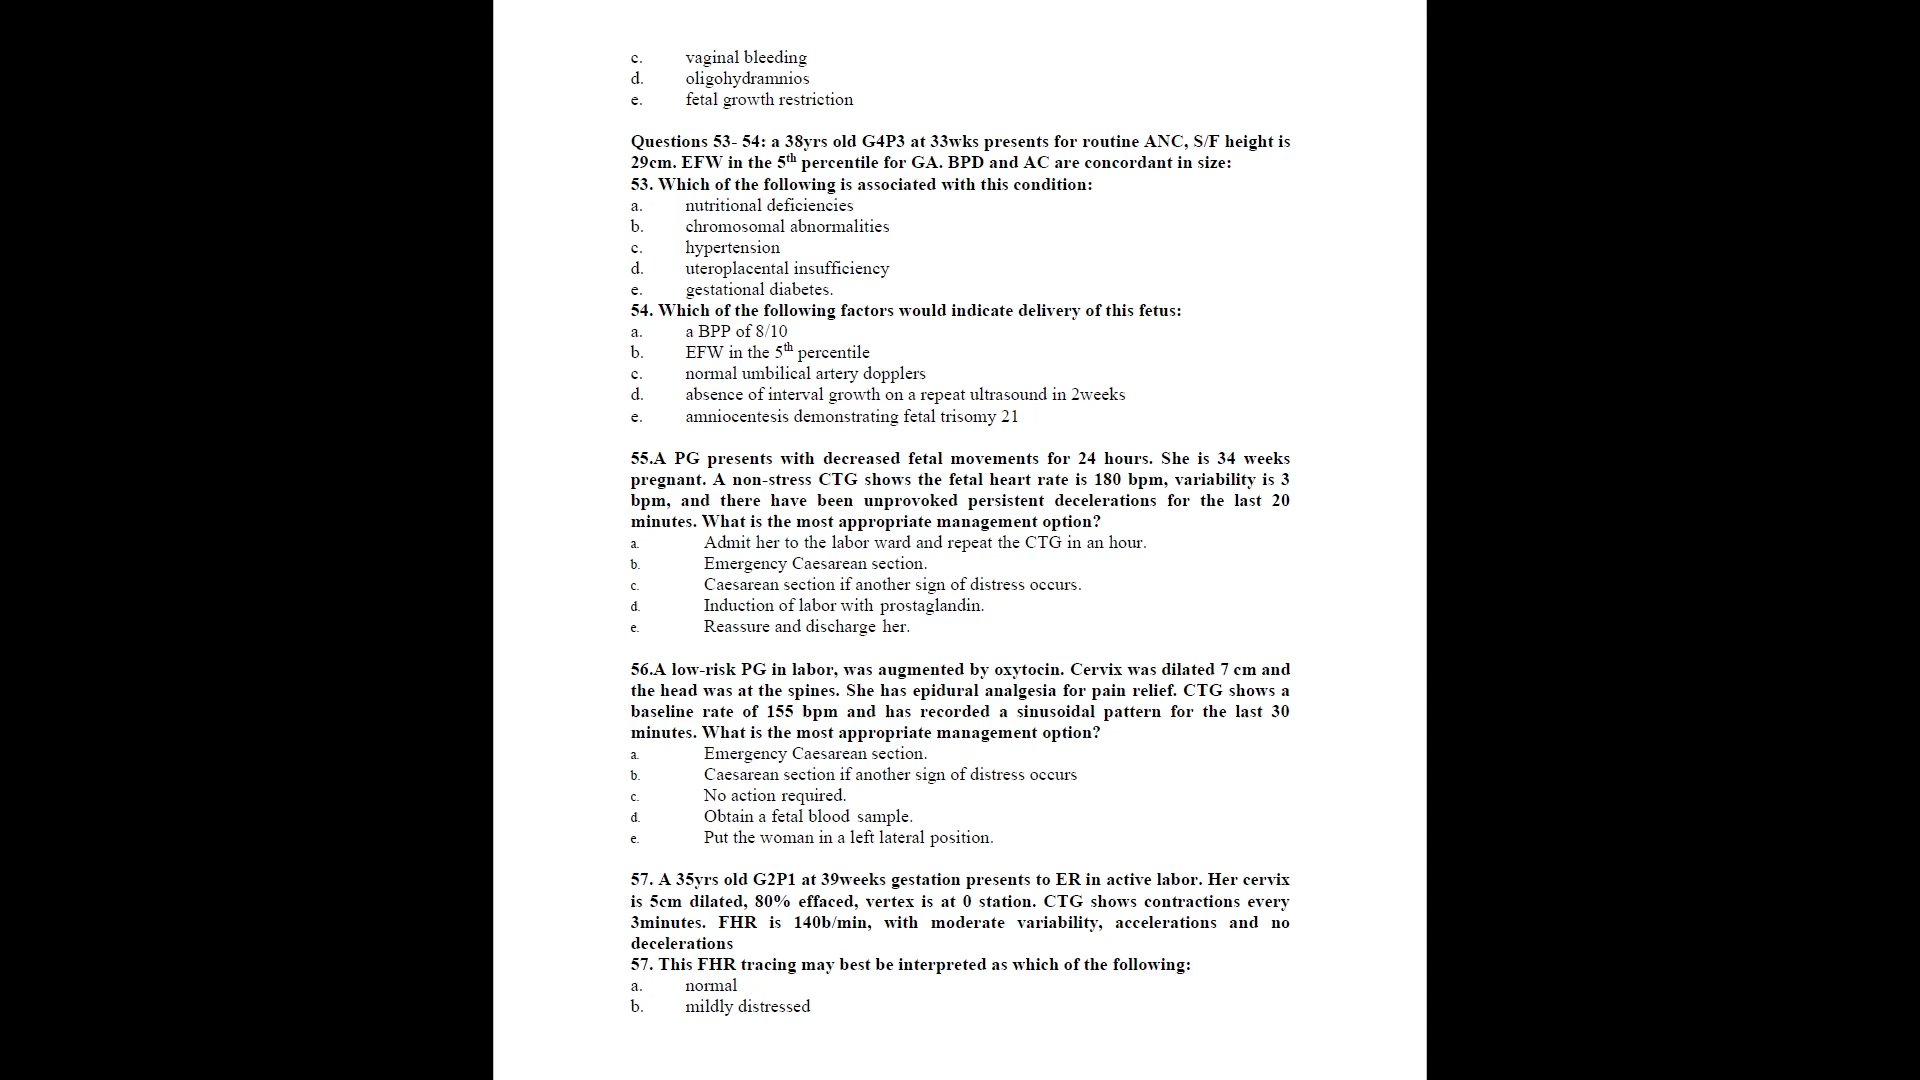 c. vaginal bleeding
d. oligohydramnios
e. fetal growth restriction
Questions 53- 54: a 38yrs old G4P3 at 33wks presents for routine ANC, S/F height is
29cm. EFW in the 5th percentile for GA. BPD and AC are concordant in size:
53. Which of the following is associated with this condition:
a. nutritional deficiencies
b. chromosomal abnormalities
c. hypertension
d. uteroplacental insufficiency
e. gestational diabetes.
54. Which of the following factors would indicate delivery of this fetus:
a. a BPP of 8/10
b. EFW in the 5th percentile
c. normal umbilical artery dopplers
d. absence of interval growth on a repeat ultrasound in 2weeks
e. amniocentesis demonstrating fetal trisomy 21
55.A PG presents with decreased fetal movements for 24 hours. She is 34 weeks
pregnant. A non-stress CTG shows the fetal heart rate is 180 bpm, variability is 3
bpm, and there have been unprovoked persistent decelerations for the last 20
minutes. What is the most appropriate management option?
a. Admit her to the labor ward and repeat the CTG in an hour.
b. Emergency Caesarean section.
c. Caesarean section if another sign of distress occurs.
d. Induction of labor with prostaglandin.
e. Reassure and discharge her.
56.A low-risk PG in labor, was augmented by oxytocin. Cervix was dilated 7 cm and
the head was at the spines. She has epidural analgesia for pain relief. CTG shows a
baseline rate of 155 bpm and has recorded a sinusoidal pattern for the last 30
minutes. What is the most appropriate management option?
a. Emergency Caesarean section.
b. Caesarean section if another sign of distress occurs
c. No action required.
d. Obtain a fetal blood sample.
e. Put the woman in a left lateral position.
57. A 35yrs old G2P1 at 39weeks gestation presents to ER in active labor. Her cervix
is 5cm dilated, 80% effaced, vertex is at 0 station. CTG shows contractions every
3minutes. FHR is 140b/min, with moderate variability, accelerations and no
decelerations
57. This FHR tracing may best be interpreted as which of the following:
a. normal
b. mildly distressed